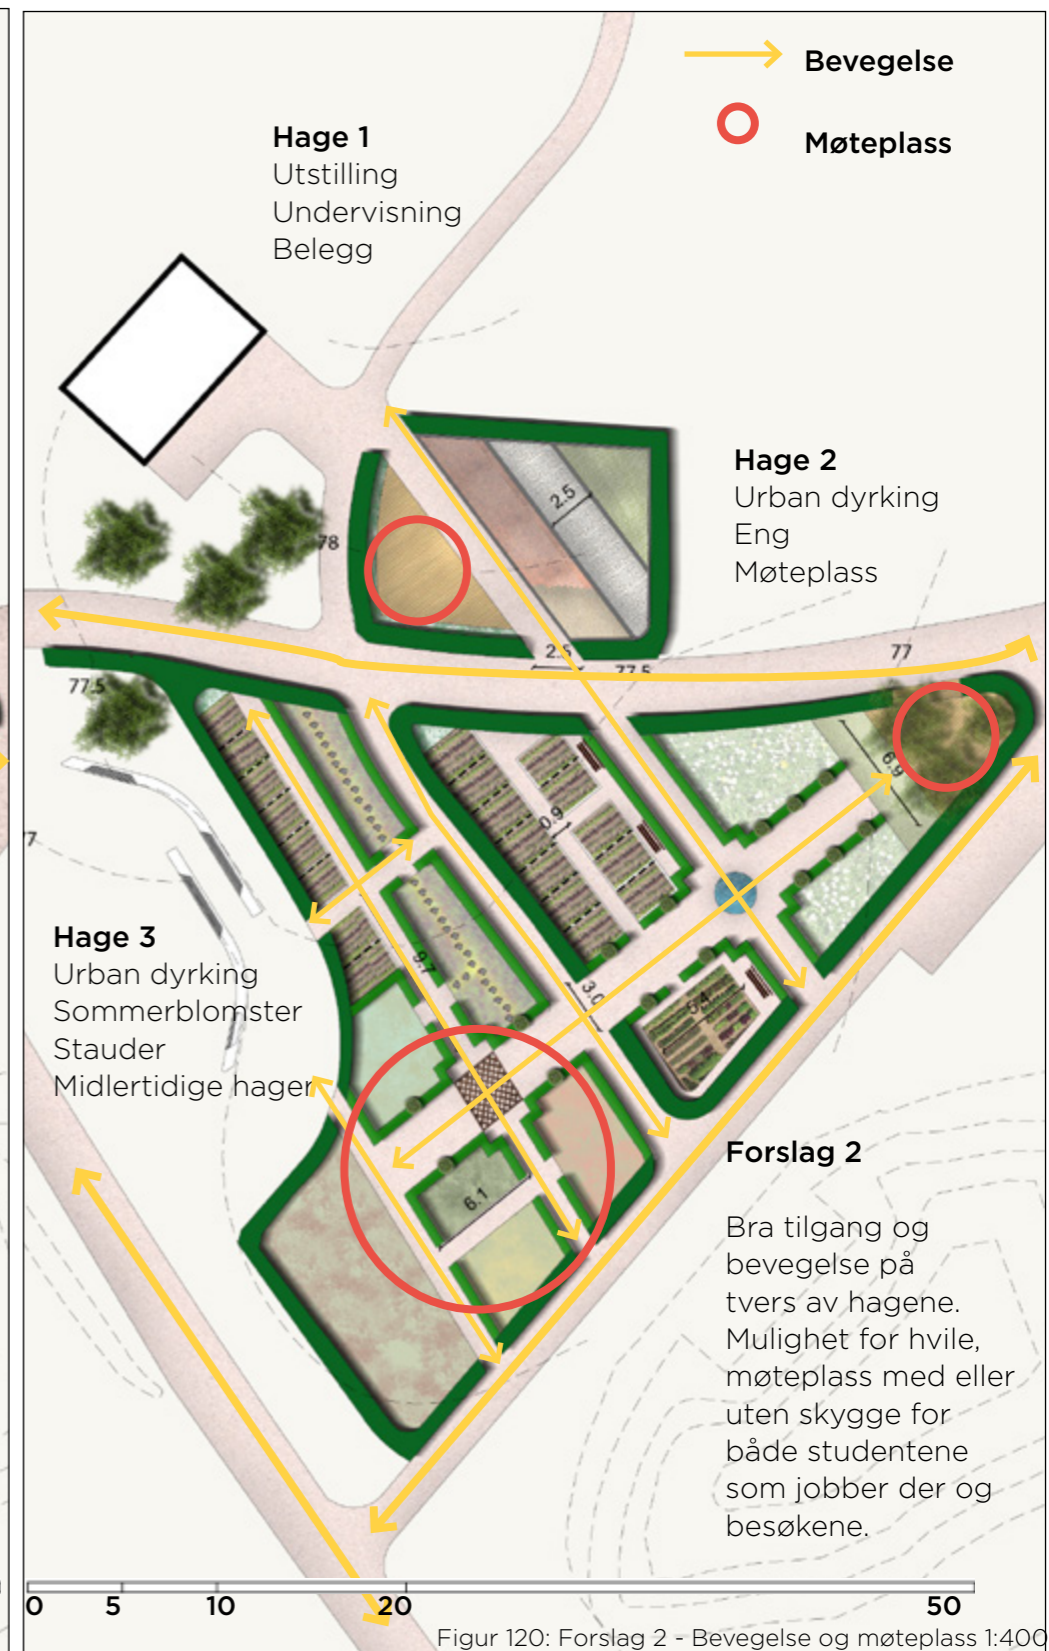 Bevegelse
Møteplass
Hage 1
Utstilling
Undervisning
Belegg
Hage 2
Urban dyrking
Eng
Møteplass
2.5
78
2.5
77.5
77
77.5
6.9
0.9
7
Hage 3
Urban dyrking
Sommerblomster
Stauder
Midlertidige hager
9.7
3.0
5.4
6.1
Forslag 2
Bra tilgang og
bevegelse på
tvers av hagene.
Mulighet for hvile,
møteplass med eller
uten skygge for
både studentene
som jobber der og
besøkene.
0 5 10 20 50
Figur 120: Forslag 2 - Bevegelse og møteplass 1:400